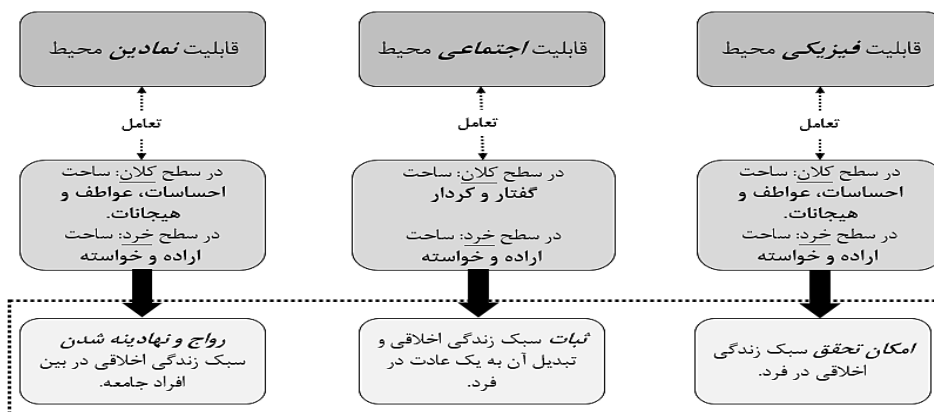 قابلیت فیزیکی محیط
تعامل
در سطح کلان: ساحت
احساسات، عواطف و
هیجانات.
در سطح خرد: ساحت
اراده و خواسته
امکان تحقق سبک زندگی
اخلاقی در فرد.
قابلیت اجتماعی محیط
تعامل
در سطح کلان: ساحت
گفتار و کردار
در سطح خرد: ساحت
اراده و خواسته
ثبات سبک زندگی اخلاقی و
تبدیل آن به یک عادت در
فرد.
قابلیت نمادین محیط
تعامل
در سطح کلان: ساحت
احساسات، عواطف و
هیجانات.
در سطح خرد: ساحت
اراده و خواسته
رواج و نهادینه شدن
سبک زندگی اخلاقی در بین
افراد جامعه.